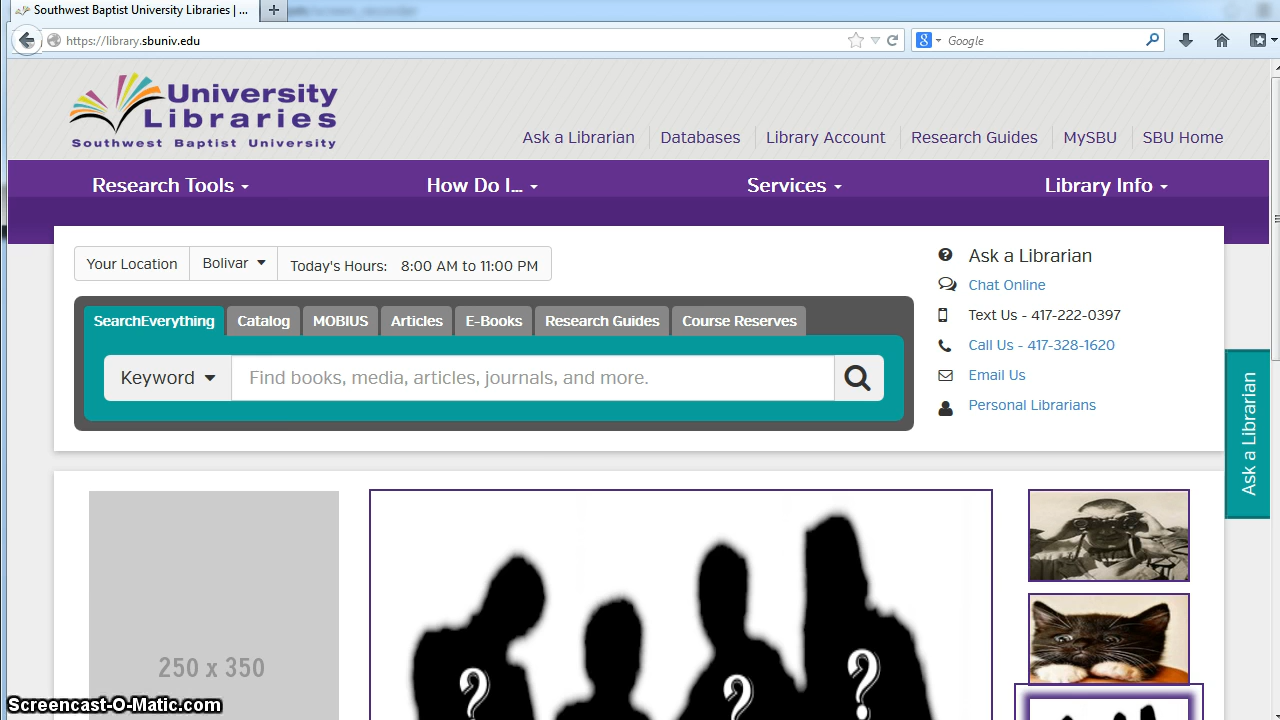 Southwest Baptist University Libraries | ...
https://library.sbuniv.edu
Google
University
Libraries
Southwest Baptist University
Ask a Librarian
Databases
Library Account
Research Guides
MySBU
SBU Home
Research Tools
How Do I...
Services
Library Info
Your Location
Bolivar
Today's Hours: 8:00 AM to 11:00 PM
SearchEverything
Catalog
MOBIUS
Articles
E-Books
Research Guides
Course Reserves
Keyword
Find books, media, articles, journals, and more.
Ask a Librarian
Chat Online
Text Us - 417-222-0397
Call Us - 417-328-1620
Email Us
Personal Librarians
Ask a Librarian
250 x 350
?
?
?
Screencast-O-Matic.com